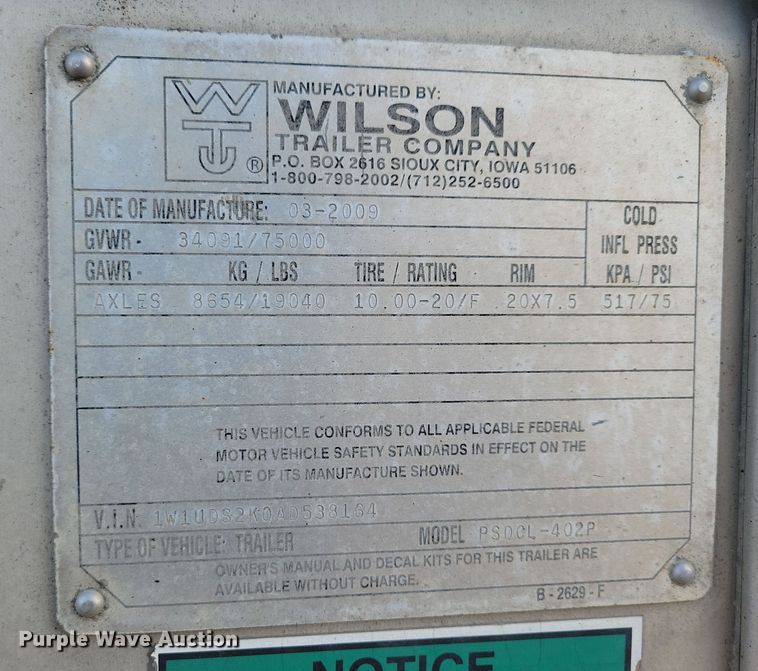 MANUFACTURED BY:
WILSON
TRAILER COMPANY
P.O. BOX 2616 SIOUX CITY, IOWA 51106
1-800-798-2002/(712)252-6500
WT ®
DATE OF MANUFACTURE: 03-2009
COLD
GVWR - 34091/75000 INFL PRESS
GAWR - KG / LBS TIRE / RATING RIM KPA / PSI
AXLES 8654/19040 10.00-20/F 20X7.5 517/75
THIS VEHICLE CONFORMS TO ALL APPLICABLE FEDERAL
MOTOR VEHICLE SAFETY STANDARDS IN EFFECT ON THE
DATE OF ITS MANUFACTURE SHOWN.
V.I.N. 1W1UDS2K0AD538164
TYPE OF VEHICLE: TRAILER MODEL PSDCL-402P
OWNER'S MANUAL AND DECAL KITS FOR THIS TRAILER ARE
AVAILABLE WITHOUT CHARGE.
B - 2629 - F
Purple Wave Auction
NOTICE